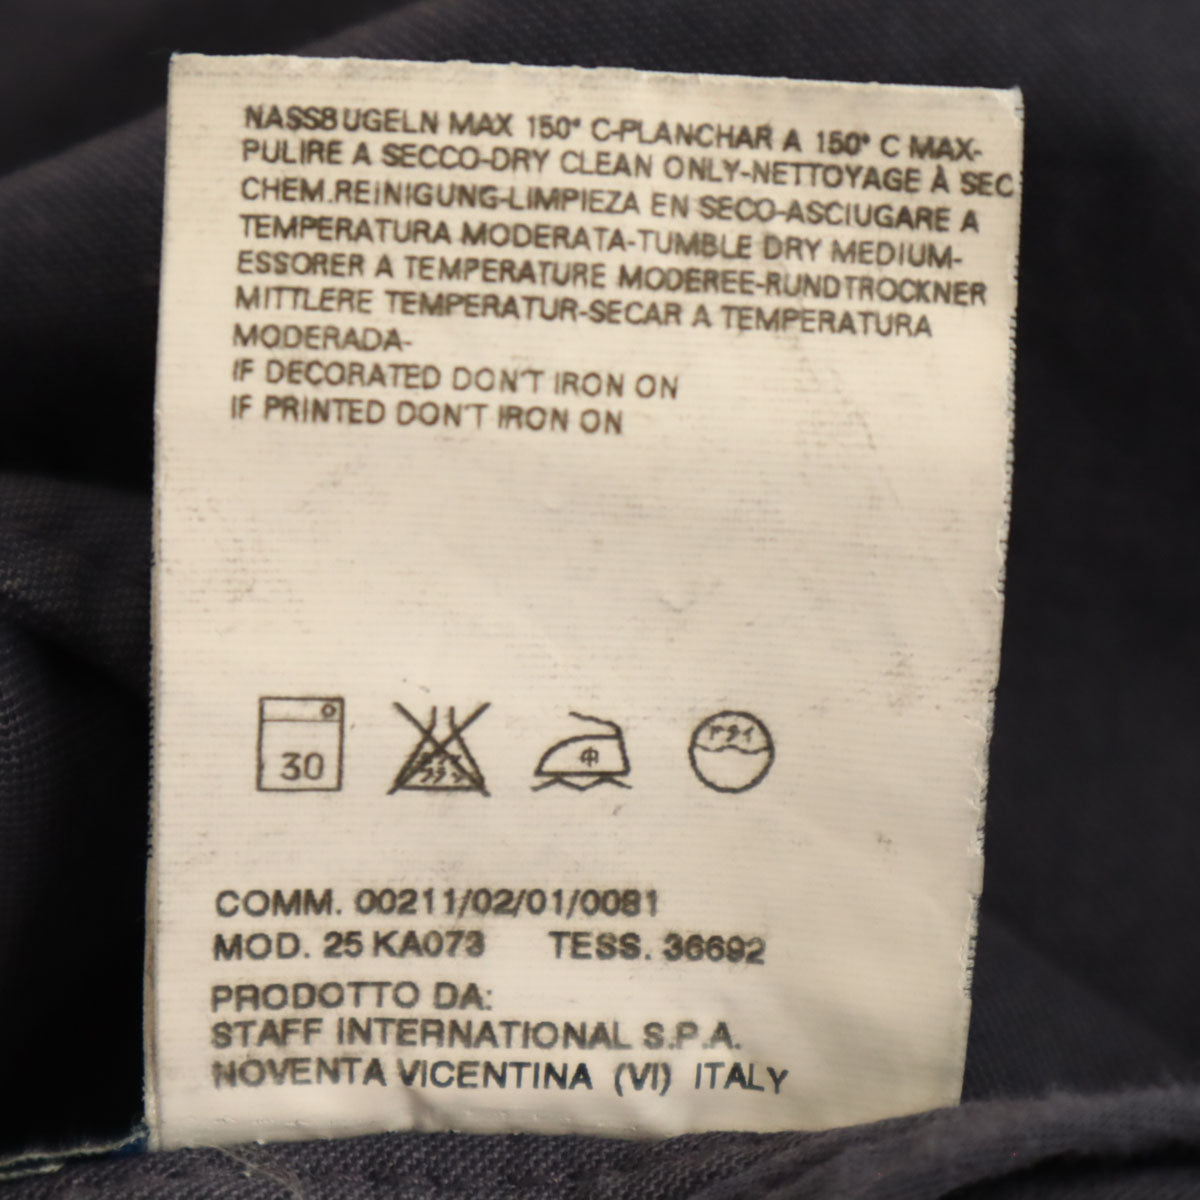 NASSBUGELN MAX 150° C-PLANCHAR A 150° C MAX-
PULIRE A SECCO-DRY CLEAN ONLY-NETTOYAGE À SEC
CHEM.REINIGUNG-LIMPIEZA EN SECO-ASCIUGARE A
TEMPERATURA MODERATA-TUMBLE DRY MEDIUM-
ESSORER A TEMPERATURE MODEREE-RUNDTROCKNER
MITTLERE TEMPERATUR-SECAR A TEMPERATURA
MODERADA-
IF DECORATED DON'T IRON ON
IF PRINTED DON'T IRON ON
30
中
ドライ
COMM. 00211/02/01/0081
MOD. 25 KA073 TESS. 36692
PRODOTTO DA:
STAFF INTERNATIONAL S.P.A.
NOVENTA VICENTINA (VI) ITALY